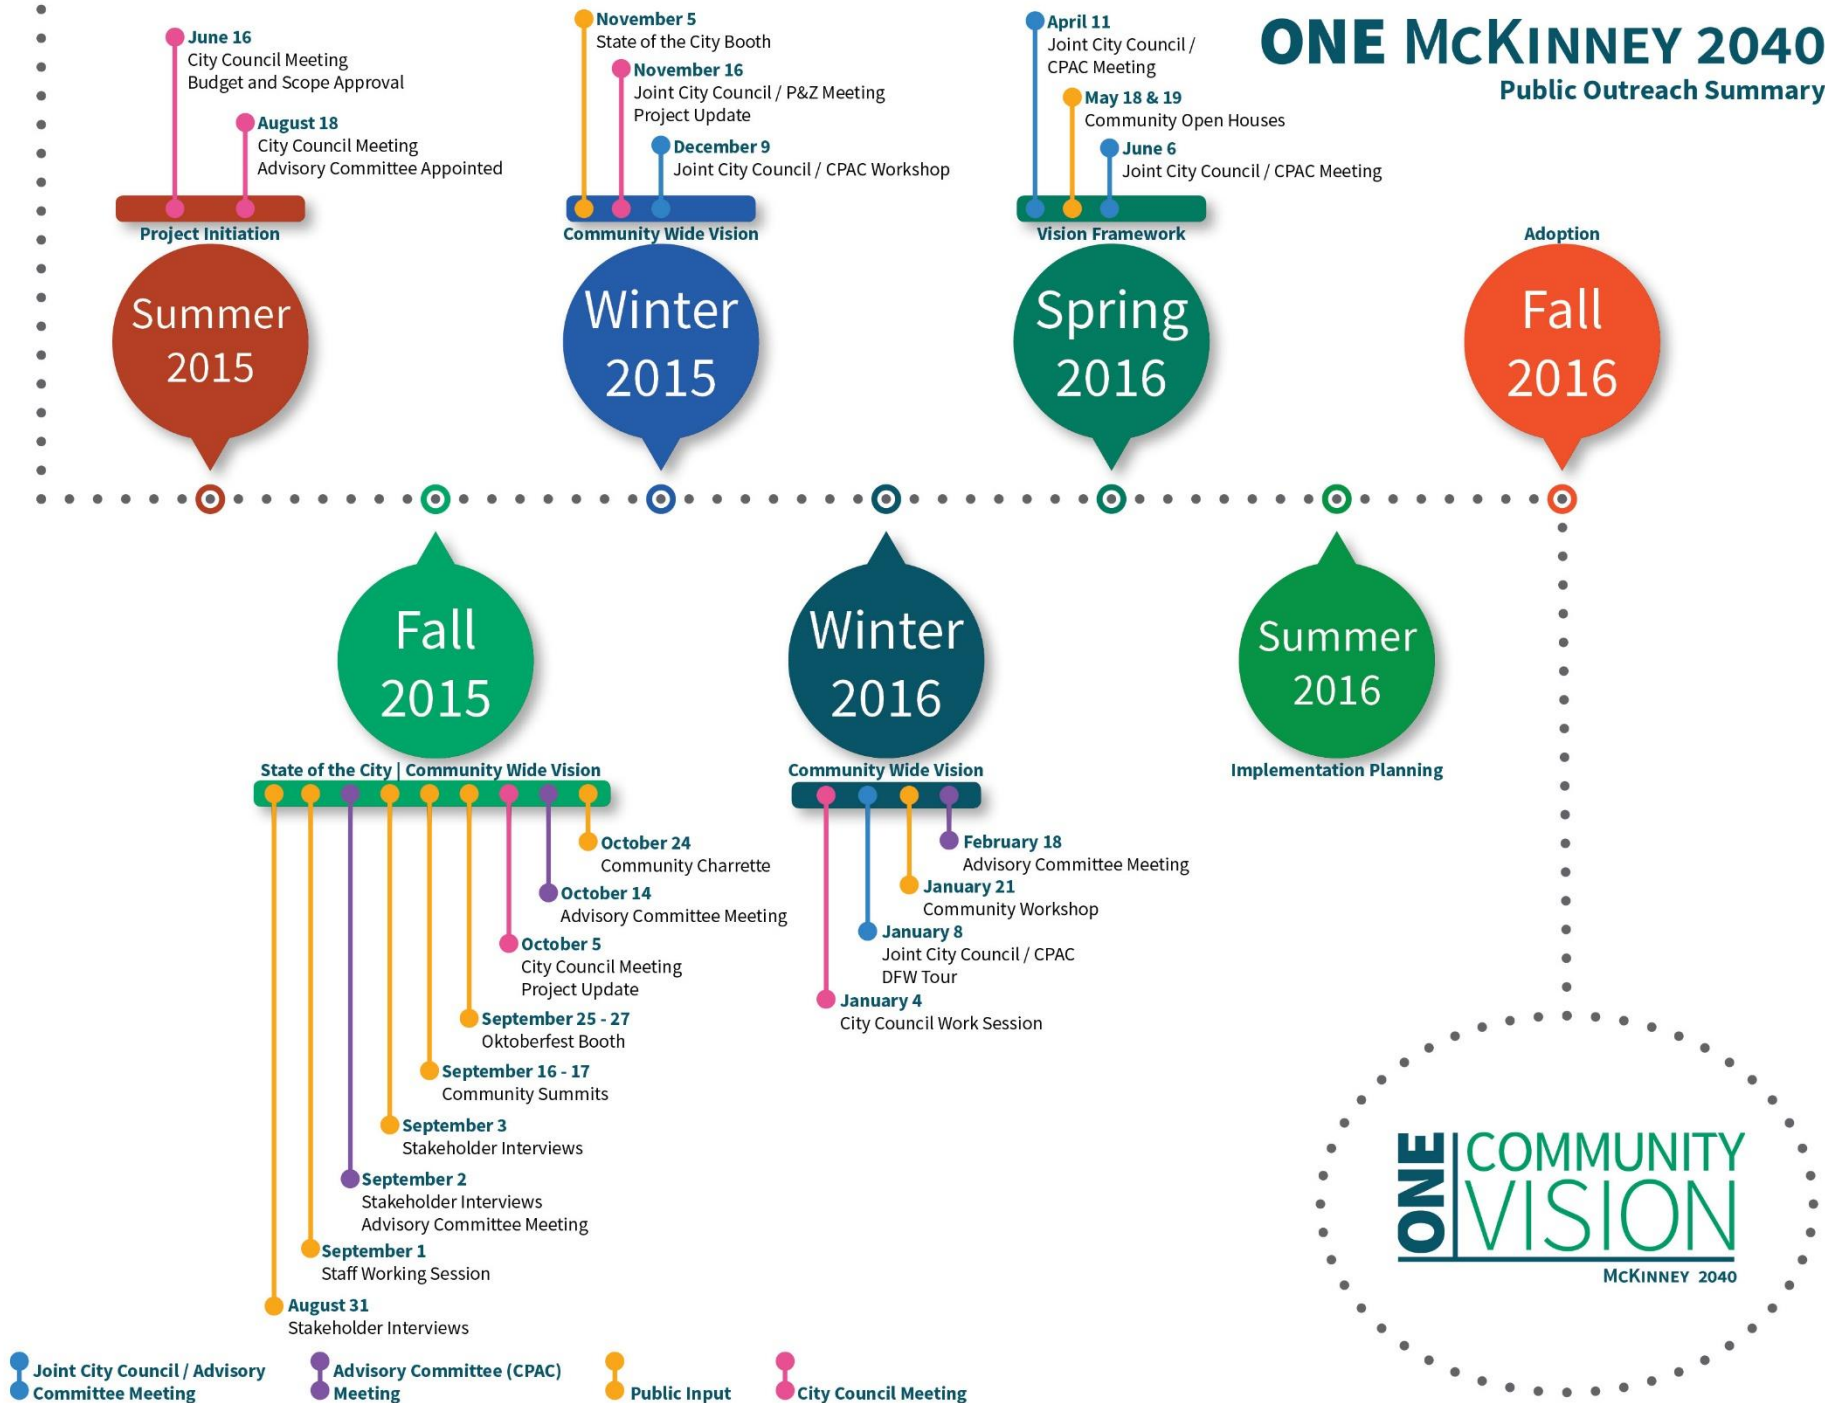 ONE McKINNEY 2040
Public Outreach Summary
June 16
City Council Meeting
Budget and Scope Approval
August 18
City Council Meeting
Advisory Committee Appointed
Project Initiation
Summer
2015
November 5
State of the City Booth
November 16
Joint City Council / P&Z Meeting
Project Update
December 9
Joint City Council / CPAC Workshop
Community Wide Vision
Winter
2015
April 11
Joint City Council /
CPAC Meeting
May 18 & 19
Community Open Houses
June 6
Joint City Council / CPAC Meeting
Vision Framework
Spring
2016
Adoption
Fall
2016
Fall
2015
State of the City | Community Wide Vision
October 24
Community Charrette
October 14
Advisory Committee Meeting
October 5
City Council Meeting
Project Update
September 25 - 27
Oktoberfest Booth
September 16 - 17
Community Summits
September 3
Stakeholder Interviews
September 2
Stakeholder Interviews
Advisory Committee Meeting
September 1
Staff Working Session
August 31
Stakeholder Interviews
Winter
2016
Community Wide Vision
February 18
Advisory Committee Meeting
January 21
Community Workshop
January 8
Joint City Council / CPAC
DFW Tour
January 4
City Council Work Session
Summer
2016
Implementation Planning
ONE
COMMUNITY
VISION
McKINNEY 2040
Joint City Council / Advisory
Committee Meeting
Advisory Committee (CPAC)
Meeting
Public Input
City Council Meeting